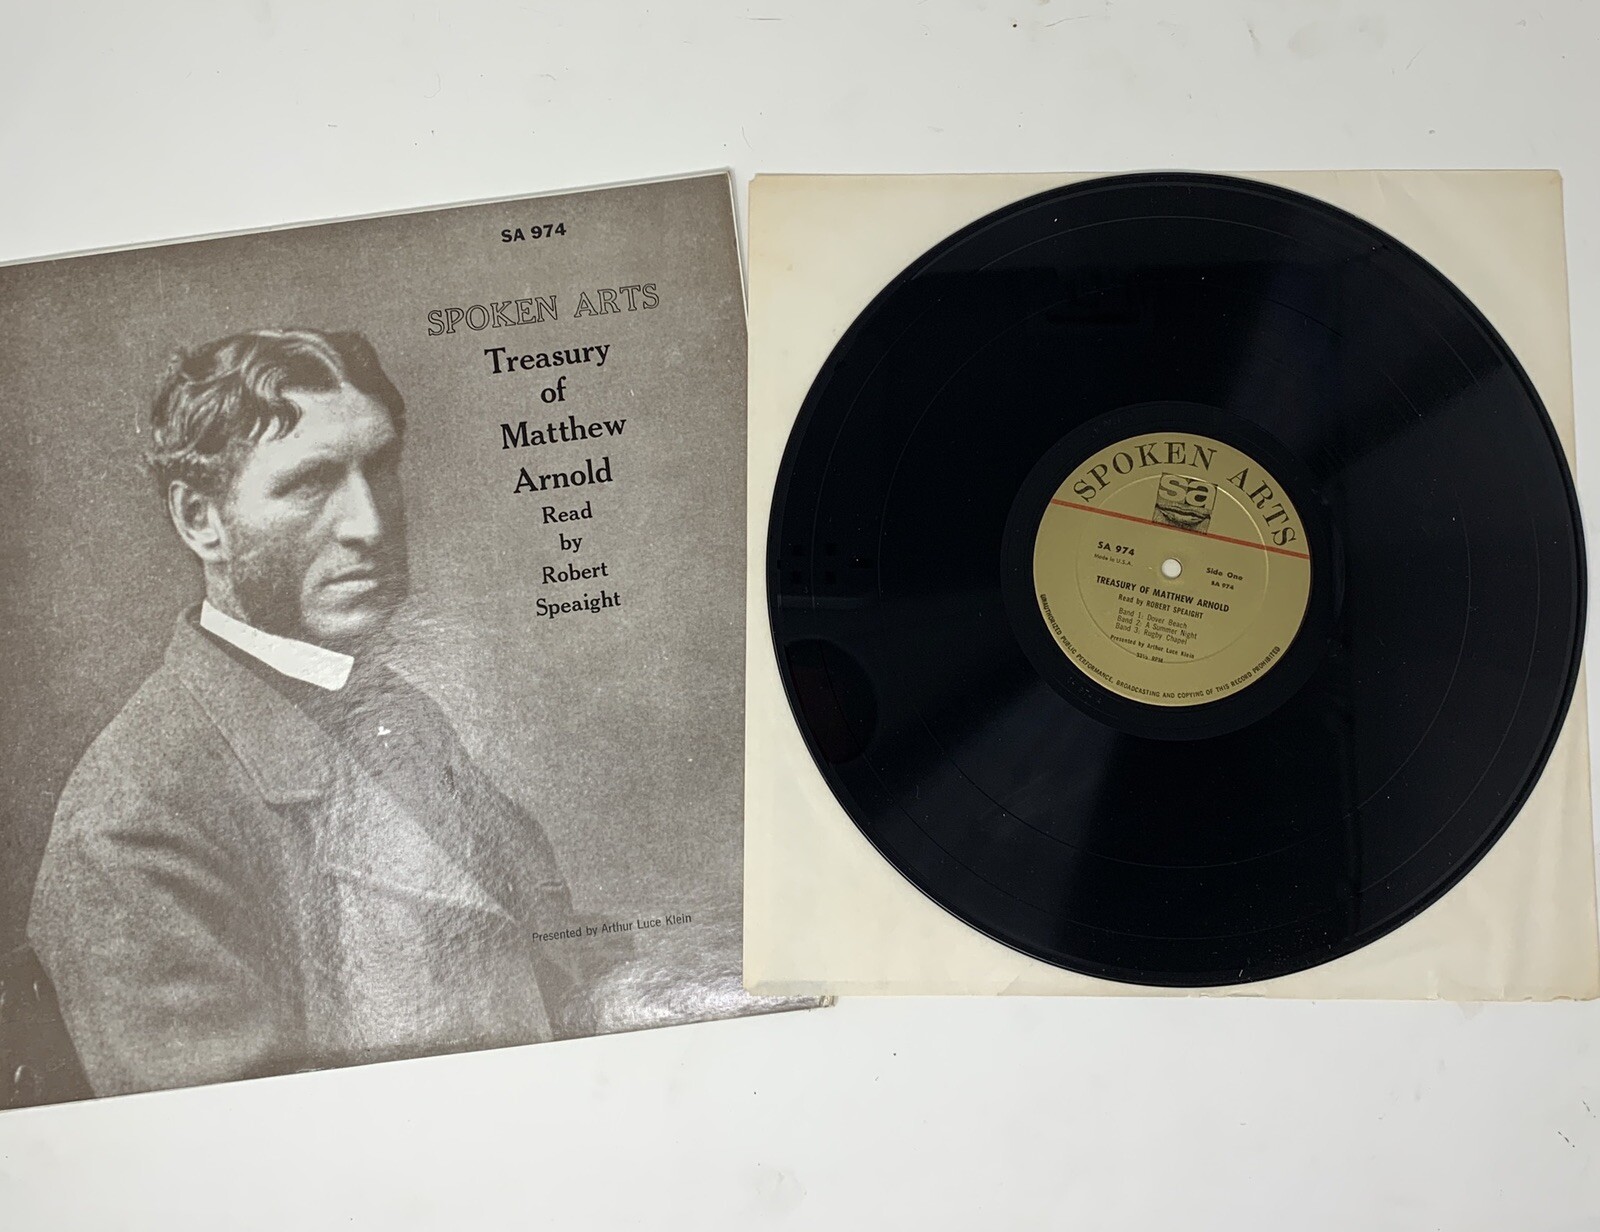 SA 974
SPOKEN ARTS
Treasury
of
Matthew
Arnold
Read
by
Robert
Speaight
Presented by Arthur Luce Klein
SPOKEN ARTS
sa
SA 974
Made in U.S.A.
Side One
SA 974
TREASURY OF MATTHEW ARNOLD
Read by ROBERT SPEAIGHT
Band 1: Dover Beach
Band 2: A Summer Night
Band 3: Rugby Chapel
Presented by Arthur Luce Klein
33⅓ RPM
UNAUTHORIZED PUBLIC PERFORMANCE, BROADCASTING AND COPYING OF THIS RECORD PROHIBITED